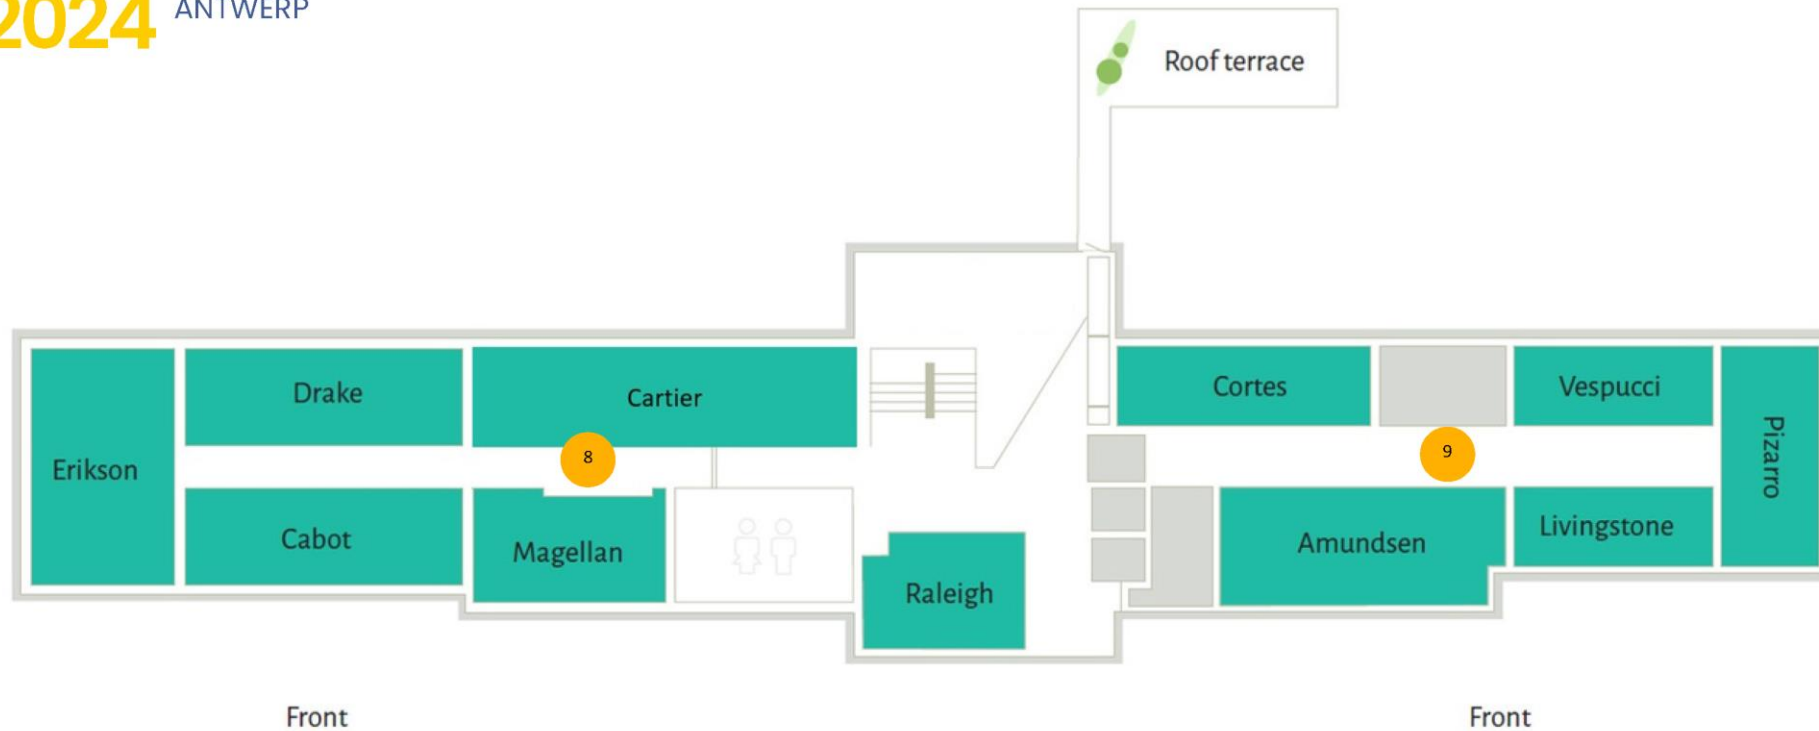 2024 ANTWERP
Roof terrace
Drake
Cartier
Cortes
Vespucci
Pizarro
Erikson
8
9
Cabot
Magellan
Raleigh
Amundsen
Livingstone
Front
Front